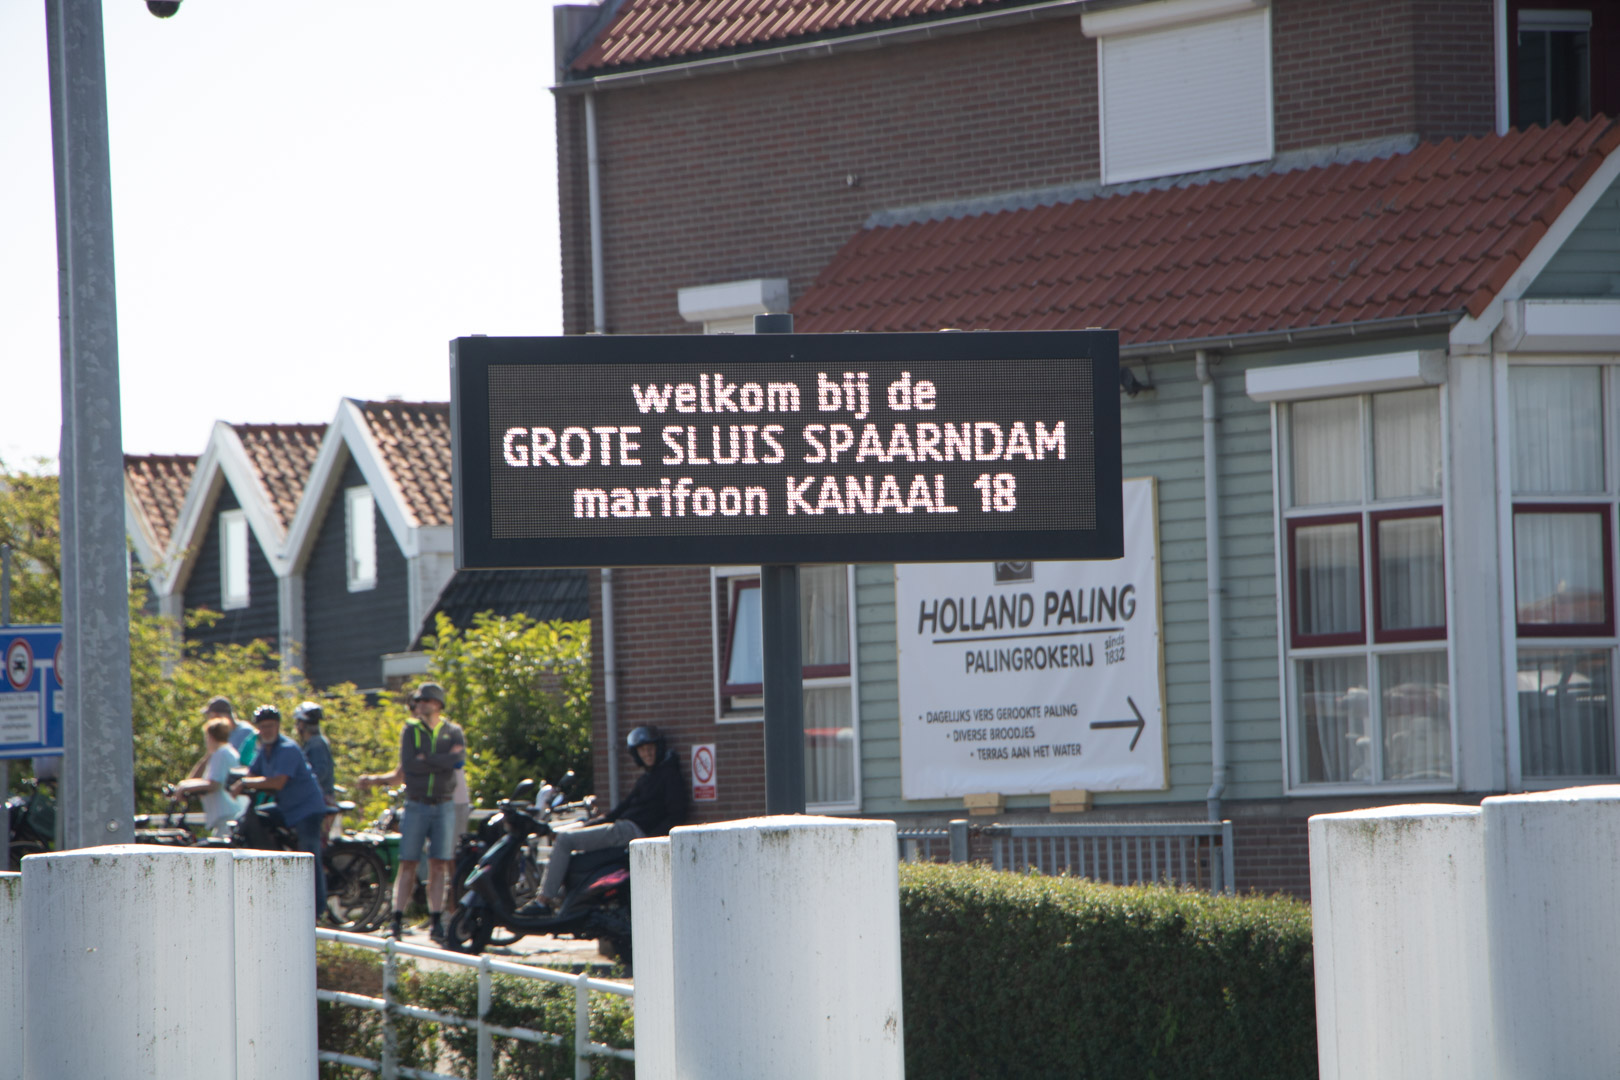 welkom bij de
GROTE SLUIS SPAARNDAM
marifoon KANAAL 18
HOLLAND PALING
PALINGROKERIJ sinds 1832
• DAGELIJKS VERS GEROOKTE PALING
• DIVERSE BROODJES
• TERRAS AAN HET WATER